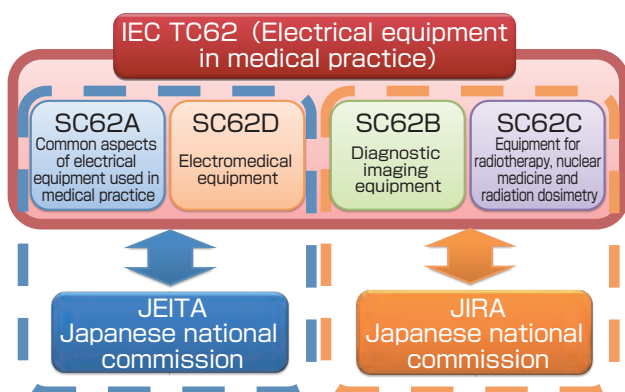 IEC TC62（Electrical equipment
in medical practice）
SC62A
Common aspects
of electrical
equipment used in
medical practice
SC62D
Electromedical
equipment
SC62B
Diagnostic
imaging
equipment
SC62C
Equipment for
radiotherapy, nuclear
medicine and
radiation dosimetry
JEITA
Japanese national
commission
JIRA
Japanese national
commission